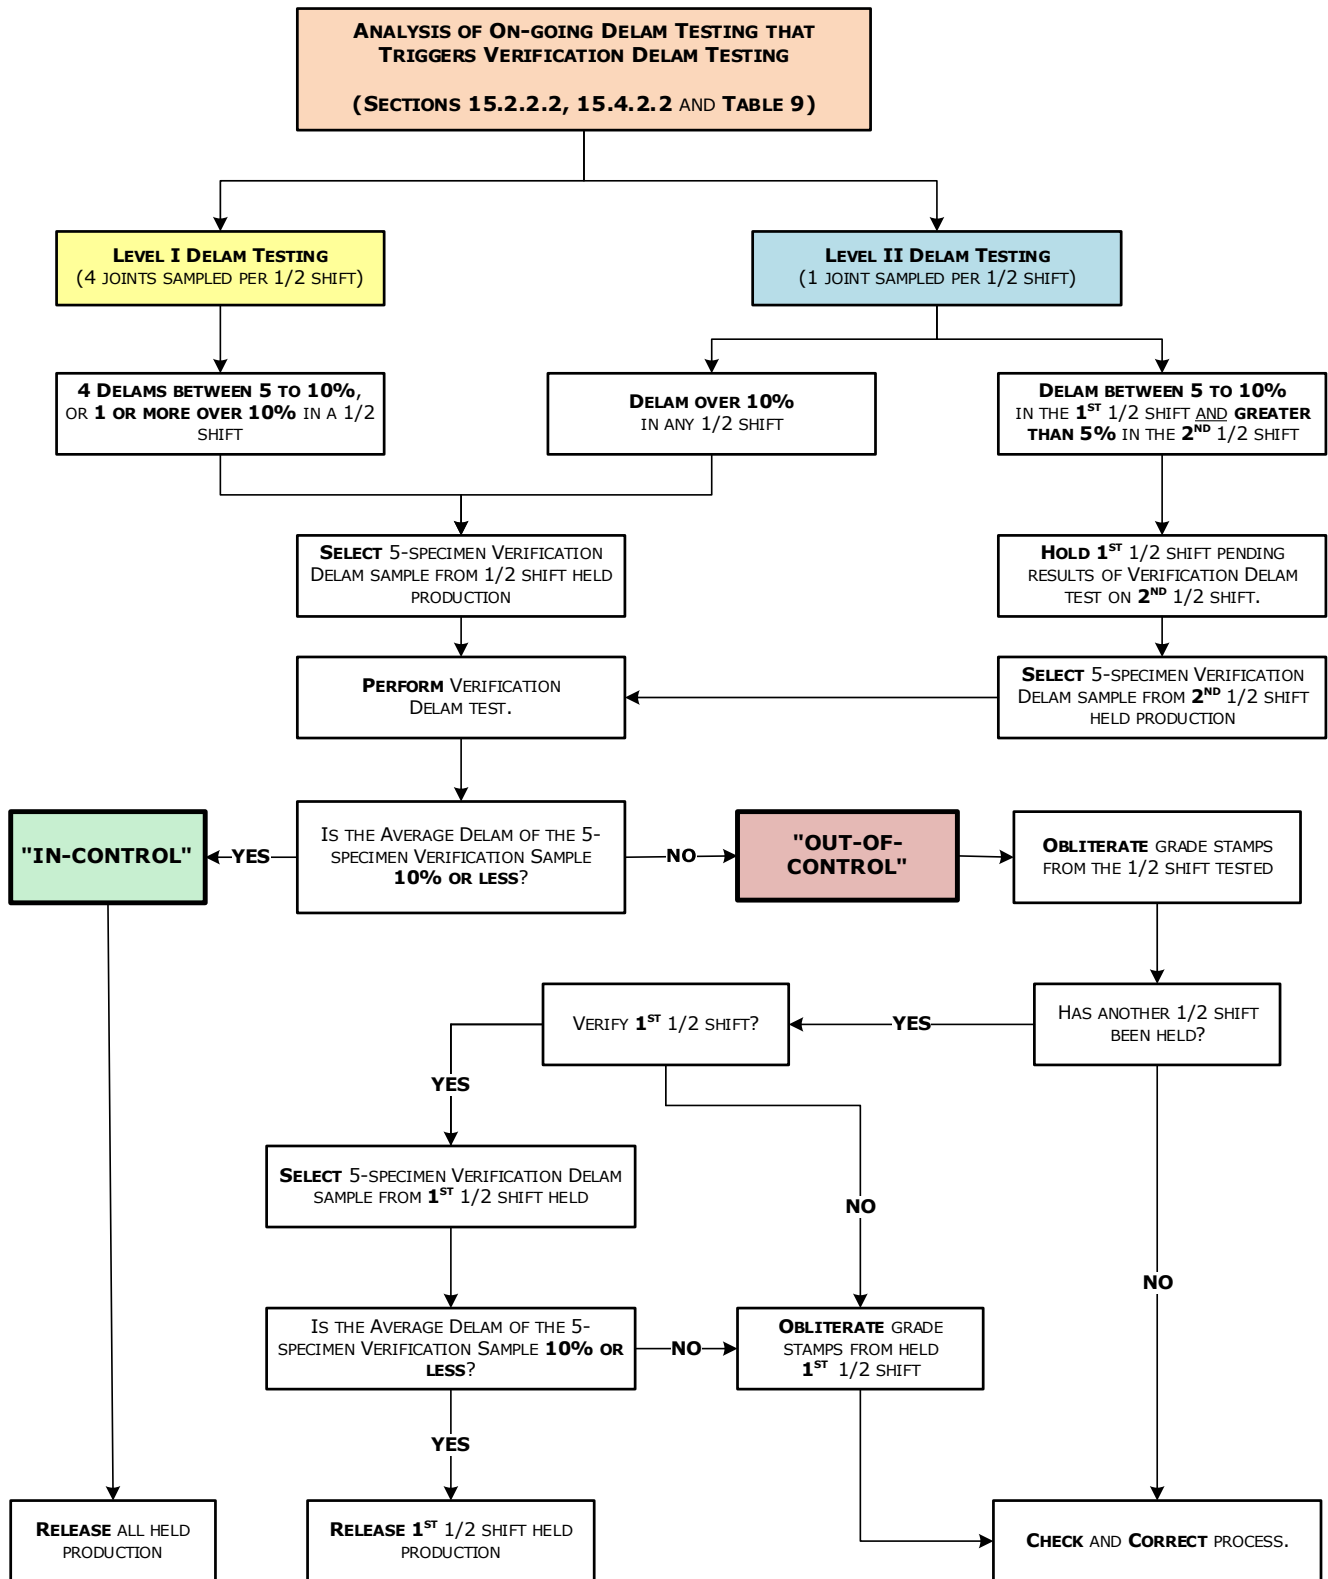 ANALYSIS OF ON-GOING DELAM TESTING THAT
TRIGGERS VERIFICATION DELAM TESTING
(SECTIONS 15.2.2.2, 15.4.2.2 AND TABLE 9)
LEVEL I DELAM TESTING
(4 JOINTS SAMPLED PER 1/2 SHIFT)
LEVEL II DELAM TESTING
(1 JOINT SAMPLED PER 1/2 SHIFT)
4 DELAMS BETWEEN 5 TO 10%,
OR 1 OR MORE OVER 10% IN A 1/2
SHIFT
DELAM OVER 10%
IN ANY 1/2 SHIFT
DELAM BETWEEN 5 TO 10%
IN THE 1ST 1/2 SHIFT AND GREATER
THAN 5% IN THE 2ND 1/2 SHIFT
SELECT 5-SPECIMEN VERIFICATION
DELAM SAMPLE FROM 1/2 SHIFT HELD
PRODUCTION
HOLD 1ST 1/2 SHIFT PENDING
RESULTS OF VERIFICATION DELAM
TEST ON 2ND 1/2 SHIFT.
PERFORM VERIFICATION
DELAM TEST.
SELECT 5-SPECIMEN VERIFICATION
DELAM SAMPLE FROM 2ND 1/2 SHIFT
HELD PRODUCTION
"IN-CONTROL"
YES
IS THE AVERAGE DELAM OF THE 5-
SPECIMEN VERIFICATION SAMPLE
10% OR LESS?
NO
"OUT-OF-
CONTROL"
OBLITERATE GRADE STAMPS
FROM THE 1/2 SHIFT TESTED
VERIFY 1ST 1/2 SHIFT?
YES
HAS ANOTHER 1/2 SHIFT
BEEN HELD?
YES
SELECT 5-SPECIMEN VERIFICATION DELAM
SAMPLE FROM 1ST 1/2 SHIFT HELD
NO
NO
IS THE AVERAGE DELAM OF THE 5-
SPECIMEN VERIFICATION SAMPLE 10% OR
LESS?
NO
OBLITERATE GRADE
STAMPS FROM HELD
1ST 1/2 SHIFT
YES
RELEASE ALL HELD
PRODUCTION
RELEASE 1ST 1/2 SHIFT HELD
PRODUCTION
CHECK AND CORRECT PROCESS.